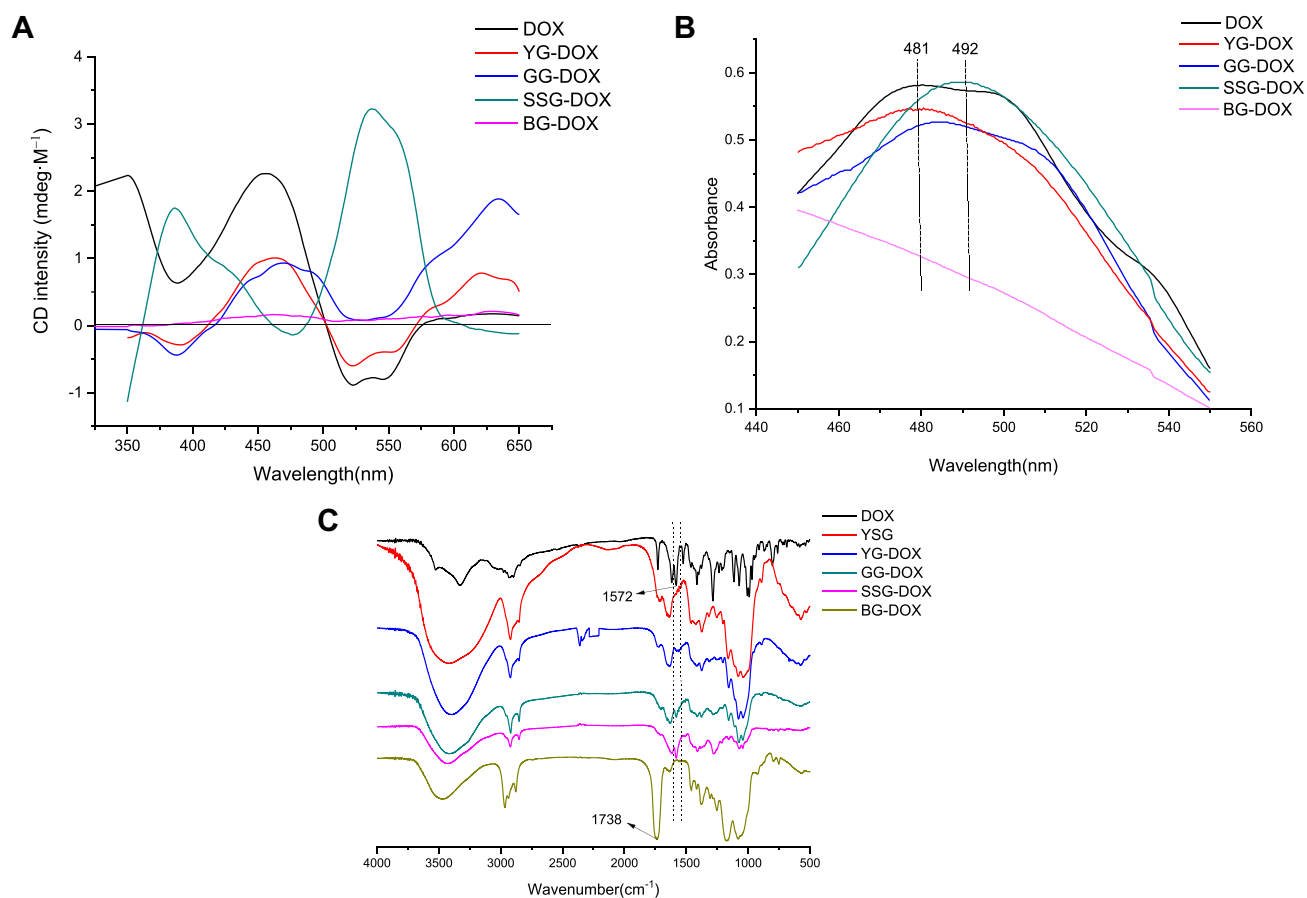 A
DOX
YG-DOX
GG-DOX
SSG-DOX
BG-DOX
4
3
2
1
0
-1
CD intensity (mdeg·M⁻¹)
350 400 450 500 550 600 650
Wavelength(nm)
B
DOX
YG-DOX
GG-DOX
SSG-DOX
BG-DOX
481 492
0.6
0.5
0.4
0.3
0.2
0.1
Absorbance
440 460 480 500 520 540 560
Wavelength(nm)
C
DOX
YSG
YG-DOX
GG-DOX
SSG-DOX
BG-DOX
1572
1738
4000 3500 3000 2500 2000 1500 1000 500
Wavenumber(cm⁻¹)